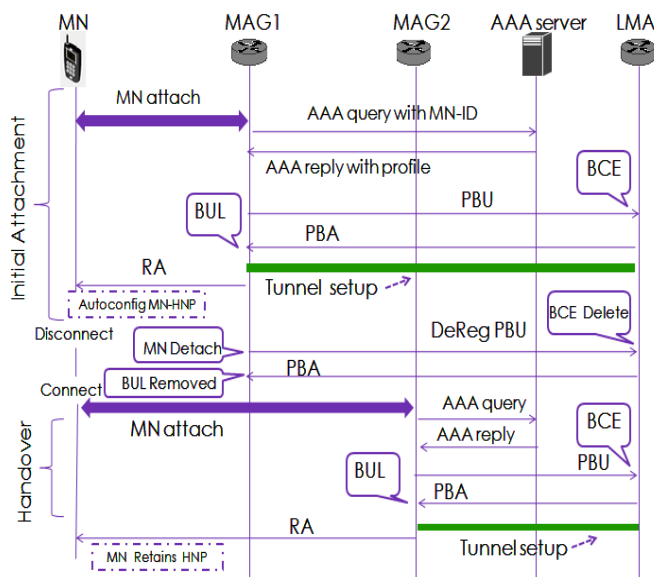 MN MAG1 MAG2 AAA server LMA
MN attach
AAA query with MN-ID
AAA reply with profile
BCE
PBU
BUL
PBA
RA
Tunnel setup
Autoconfig MN-HNP
Initial Attachment
Disconnect
BCE Delete
DeReg PBU
MN Detach
PBA
BUL Removed
Connect
MN attach
AAA query
BCE
AAA reply
PBU
BUL
PBA
Handover
RA
MN Retains HNP
Tunnel setup